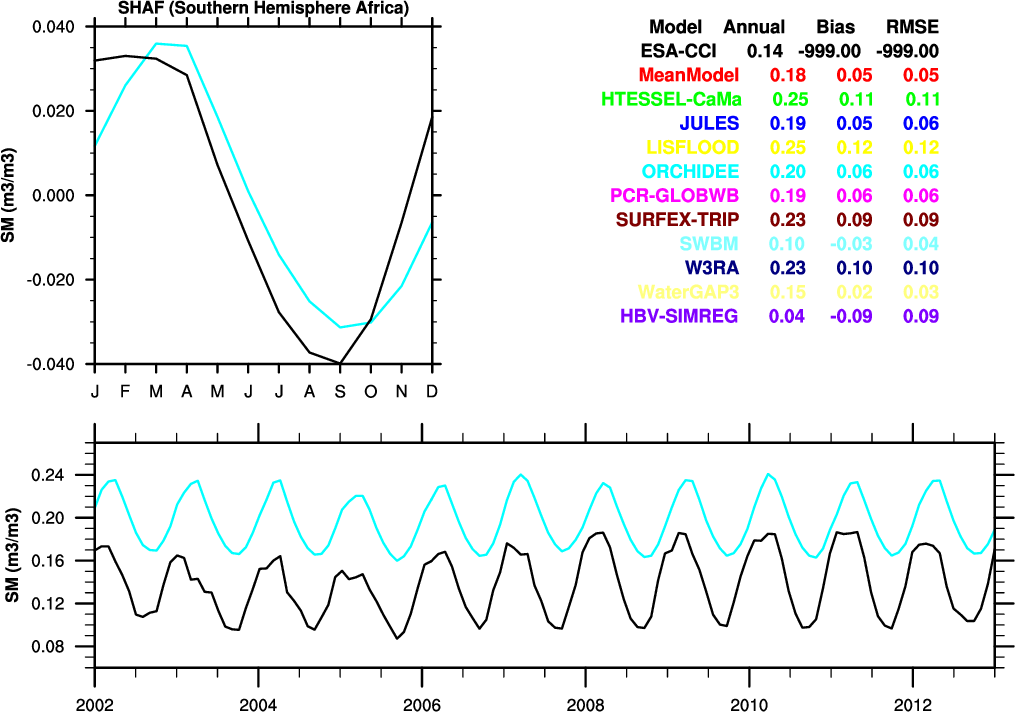 SHAF (Southern Hemisphere Africa)
0.040
0.020
0.000
-0.020
-0.040
SM (m3/m3)
J F M A M J J A S O N D
Model Annual Bias RMSE
ESA-CCI 0.14 -999.00 -999.00
MeanModel 0.18 0.05 0.05
HTESSEL-CaMa 0.25 0.11 0.11
JULES 0.19 0.05 0.06
LISFLOOD 0.25 0.12 0.12
ORCHIDEE 0.20 0.06 0.06
PCR-GLOBWB 0.19 0.06 0.06
SURFEX-TRIP 0.23 0.09 0.09
SWBM 0.10 -0.03 0.04
W3RA 0.23 0.10 0.10
WaterGAP3 0.15 0.02 0.03
HBV-SIMREG 0.04 -0.09 0.09
0.24
0.20
0.16
0.12
0.08
SM (m3/m3)
2002 2004 2006 2008 2010 2012